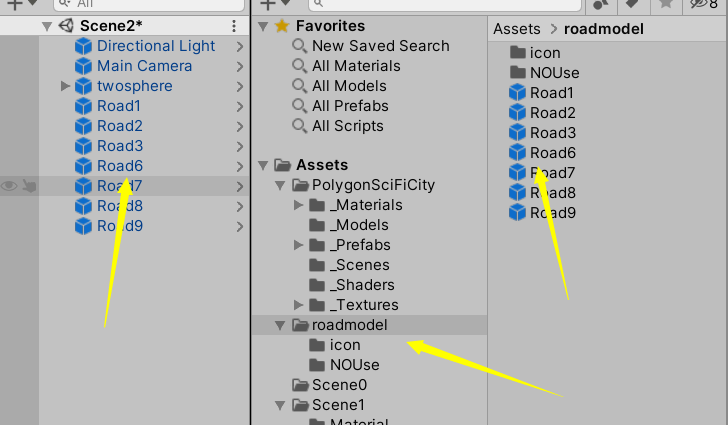 All
8
Scene2*
Directional Light
Main Camera
twosphere
Road1
Road2
Road3
Road6
Road7
Road8
Road9
Favorites
New Saved Search
All Materials
All Models
All Prefabs
All Scripts
Assets
PolygonSciFiCity
_Materials
_Models
_Prefabs
_Scenes
_Shaders
_Textures
roadmodel
icon
NOUse
Scene0
Scene1
Material
Assets > roadmodel
icon
NOUse
Road1
Road2
Road3
Road6
Road7
Road8
Road9